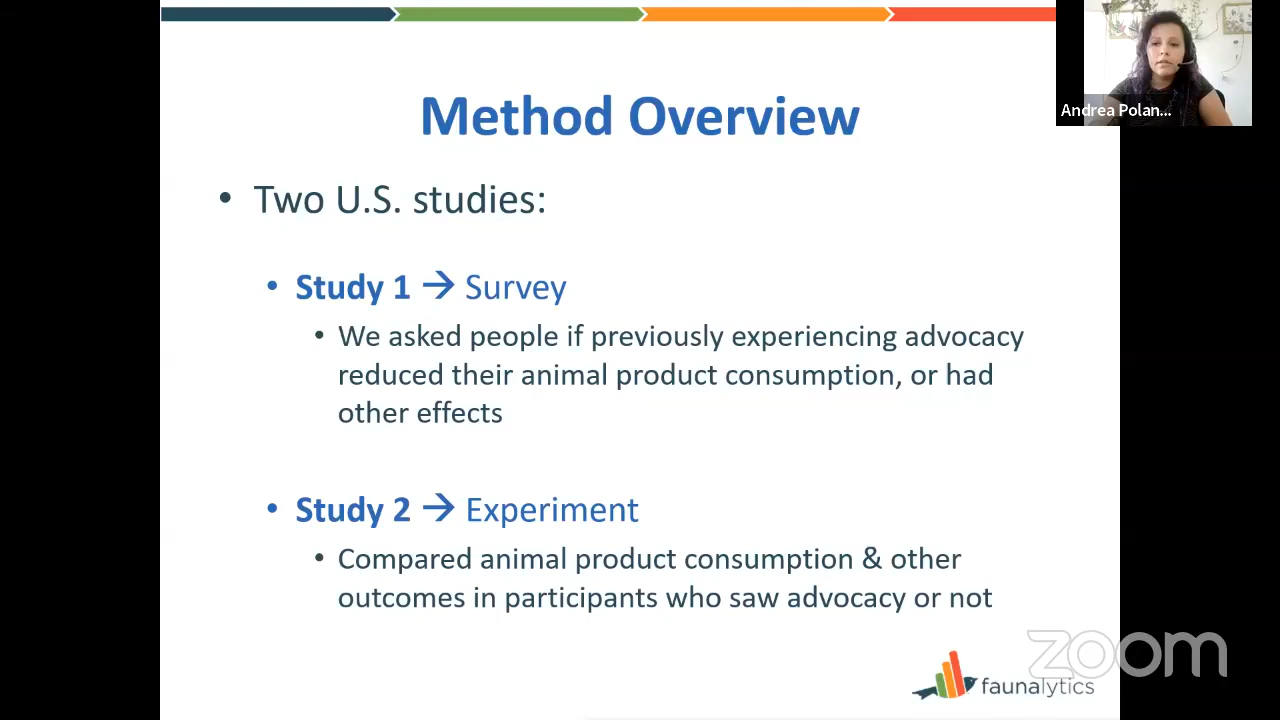 Method Overview
• Two U.S. studies:
• Study 1 → Survey
• We asked people if previously experiencing advocacy
reduced their animal product consumption, or had
other effects
• Study 2 → Experiment
• Compared animal product consumption & other
outcomes in participants who saw advocacy or not
Andrea Polan...
zoom
faunalytics